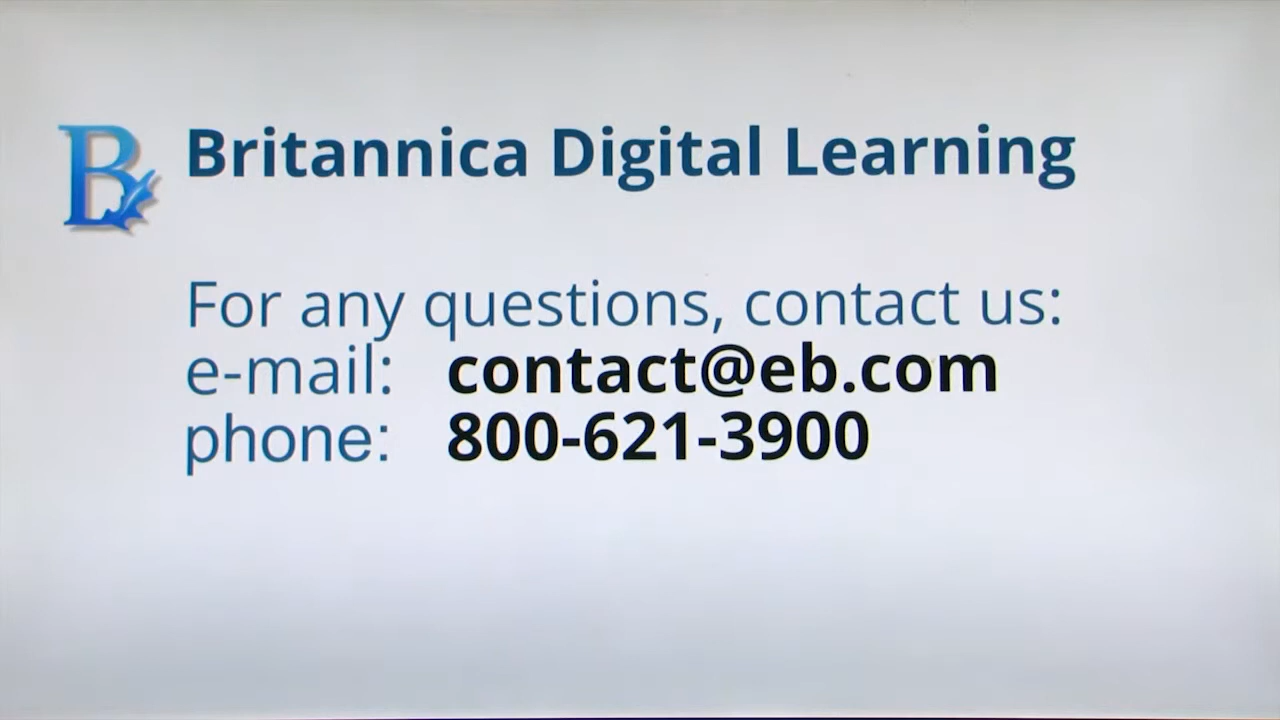 Britannica Digital Learning
For any questions, contact us:
e-mail: contact@eb.com
phone: 800-621-3900